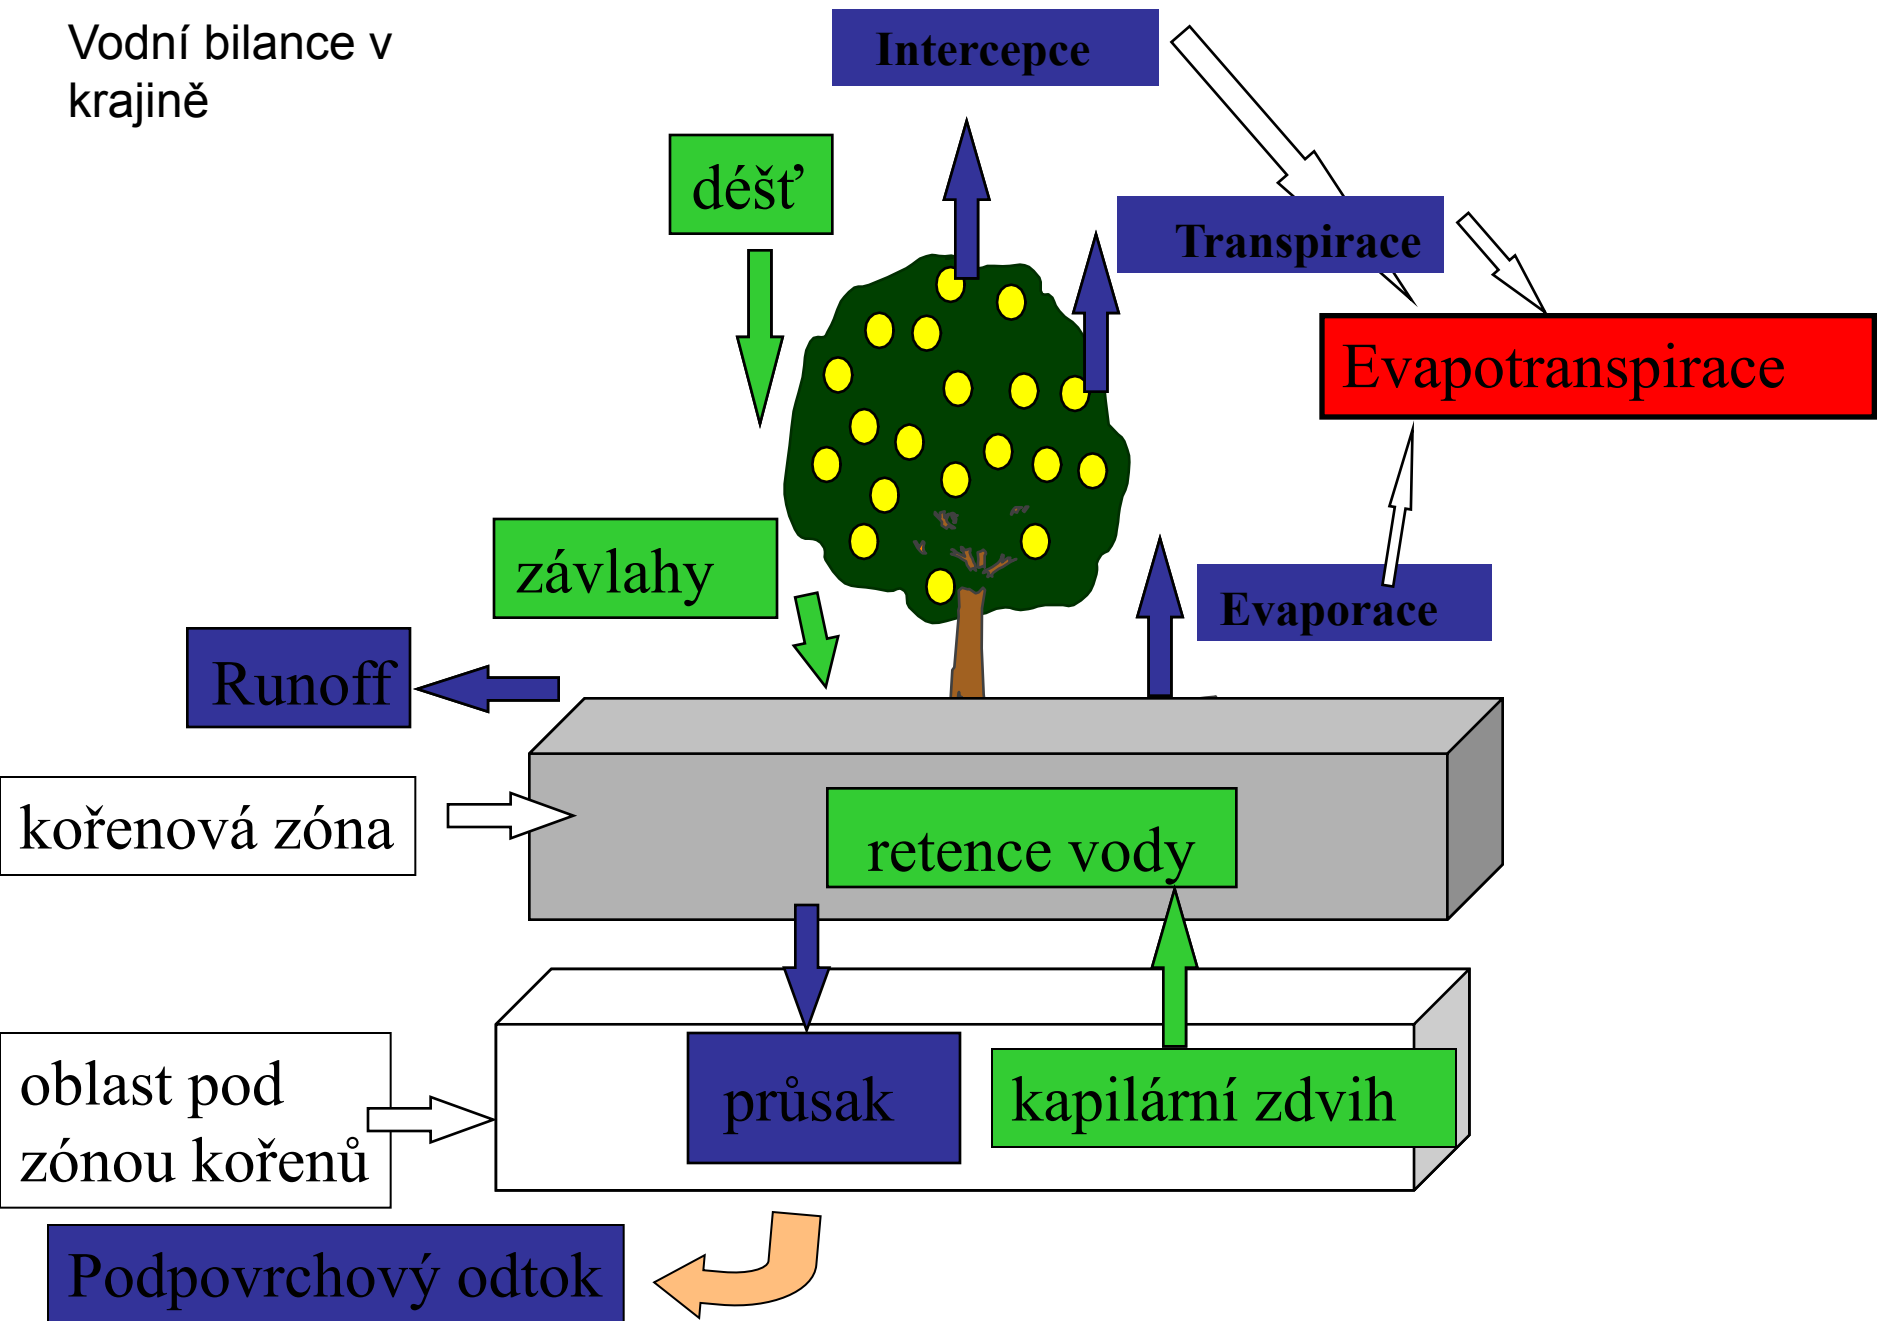 Vodní bilance v
krajině
Intercepce
déšť
Transpirace
Evapotranspirace
závlahy
Evaporace
Runoff
kořenová zóna
retence vody
oblast pod
zónou kořenů
průsak
kapilární zdvih
Podpovrchový odtok